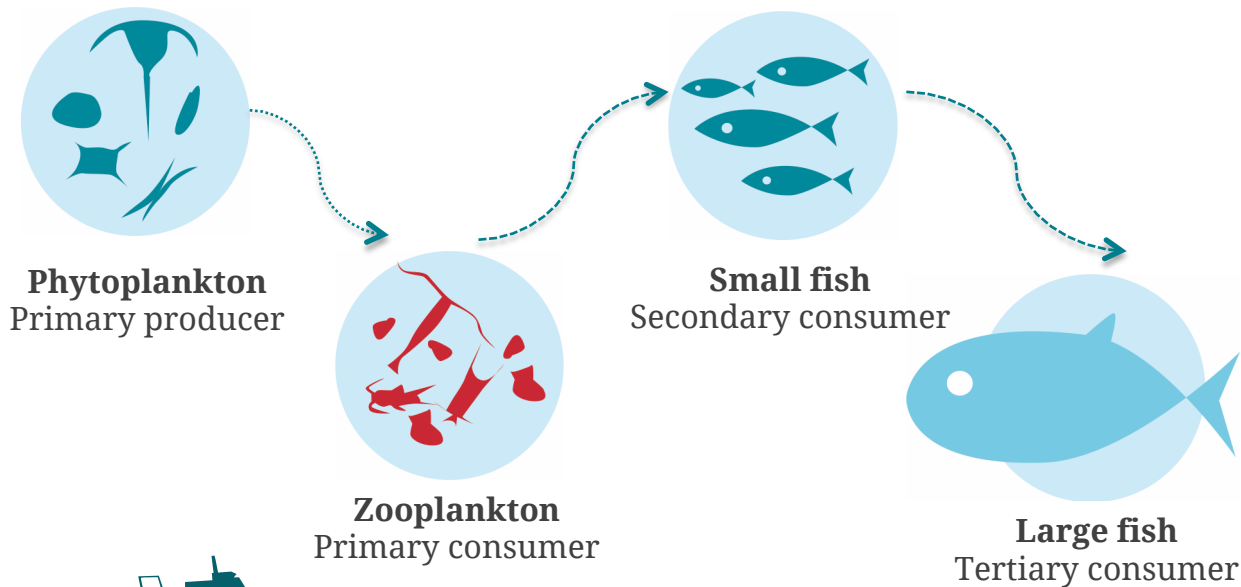 Phytoplankton
Primary producer
Zooplankton
Primary consumer
Small fish
Secondary consumer
Large fish
Tertiary consumer